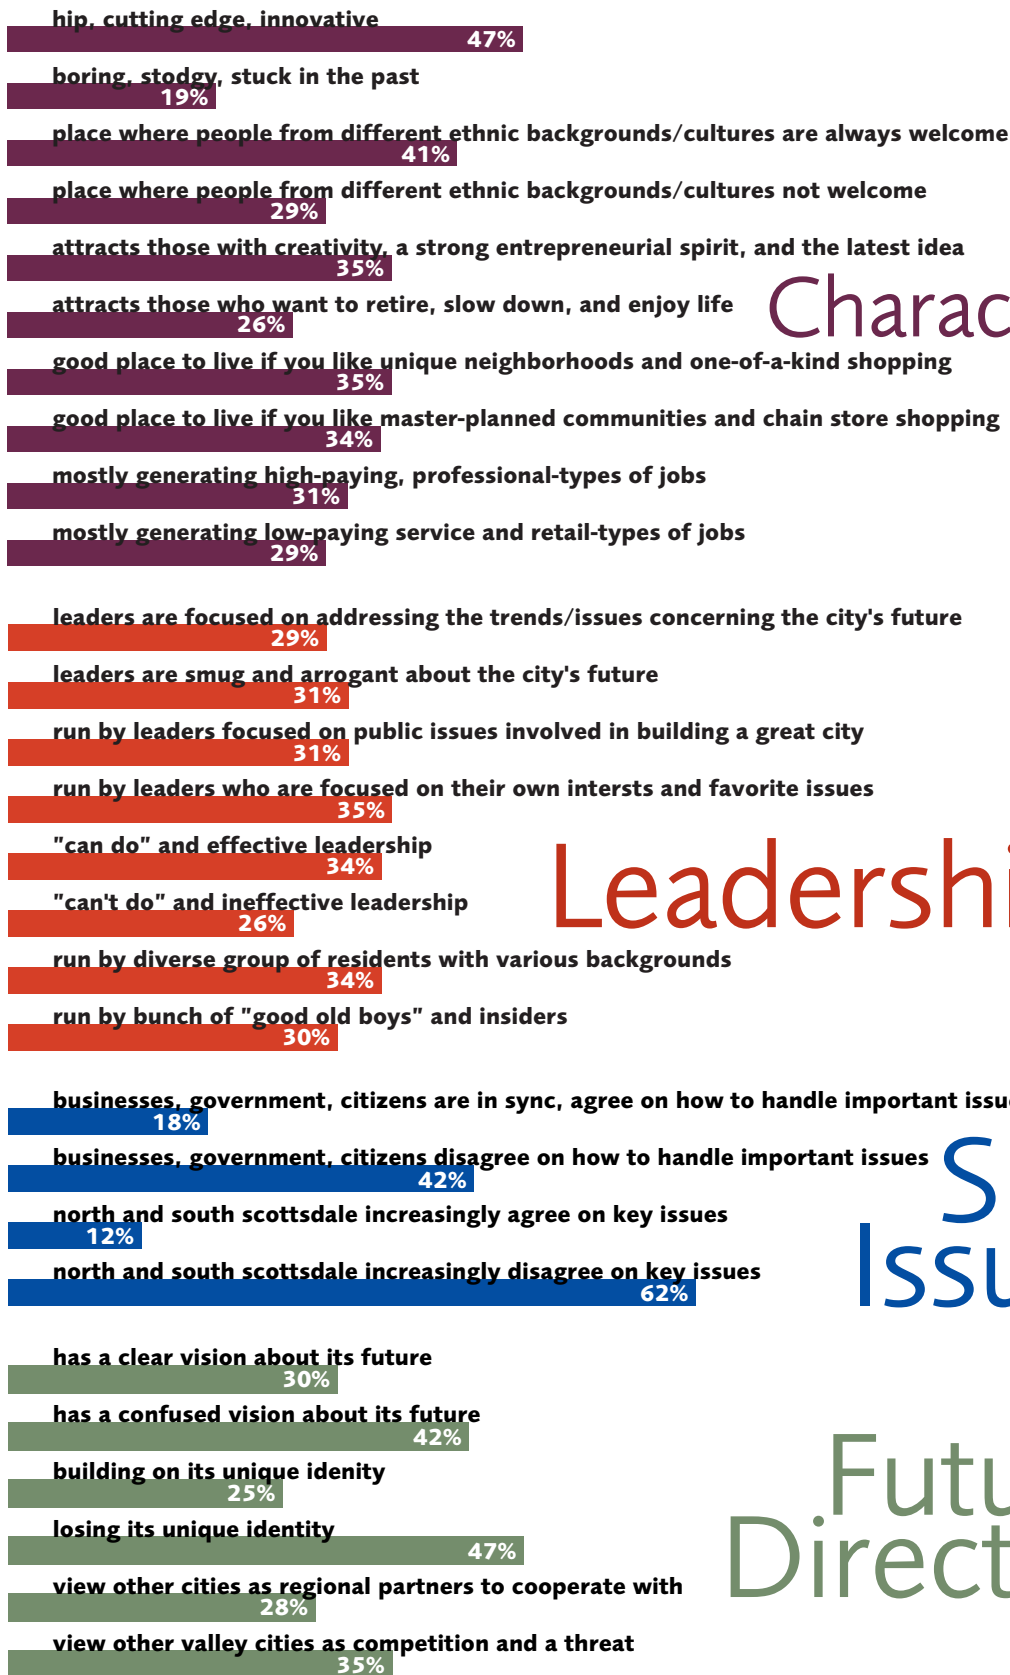 hip, cutting edge, innovative
47%
boring, stodgy, stuck in the past
19%
place where people from different ethnic backgrounds/cultures are always welcome
41%
place where people from different ethnic backgrounds/cultures not welcome
29%
attracts those with creativity, a strong entrepreneurial spirit, and the latest idea
35%
attracts those who want to retire, slow down, and enjoy life
26%
Charac
good place to live if you like unique neighborhoods and one-of-a-kind shopping
35%
good place to live if you like master-planned communities and chain store shopping
34%
mostly generating high-paying, professional-types of jobs
31%
mostly generating low-paying service and retail-types of jobs
29%
leaders are focused on addressing the trends/issues concerning the city's future
29%
leaders are smug and arrogant about the city's future
31%
run by leaders focused on public issues involved in building a great city
31%
run by leaders who are focused on their own intersts and favorite issues
35%
"can do" and effective leadership
34%
Leadershi
"can't do" and ineffective leadership
26%
run by diverse group of residents with various backgrounds
34%
run by bunch of "good old boys" and insiders
30%
businesses, government, citizens are in sync, agree on how to handle important issu
18%
businesses, government, citizens disagree on how to handle important issues
42%
S
north and south scottsdale increasingly agree on key issues
12%
Issu
north and south scottsdale increasingly disagree on key issues
62%
has a clear vision about its future
30%
has a confused vision about its future
42%
building on its unique idenity
25%
Futu
losing its unique identity
47%
Direct
view other cities as regional partners to cooperate with
28%
view other valley cities as competition and a threat
35%